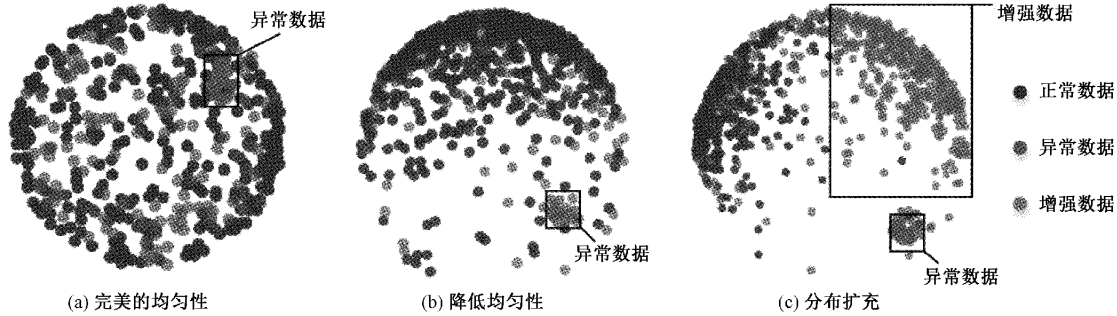 异常数据
增强数据
正常数据
异常数据
增强数据
异常数据
异常数据
(a) 完美的均匀性
(b) 降低均匀性
(c) 分布扩充